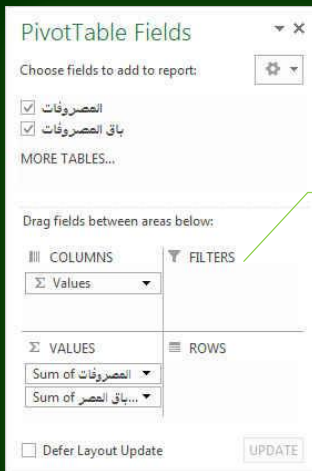 PivotTable Fields
Choose fields to add to report:
المصروفات
باق المصروفات
MORE TABLES...
Drag fields between areas below:
COLUMNS
FILTERS
Σ Values
Σ VALUES
ROWS
Sum of المصروفات
Sum of باق المصر...
Defer Layout Update
UPDATE